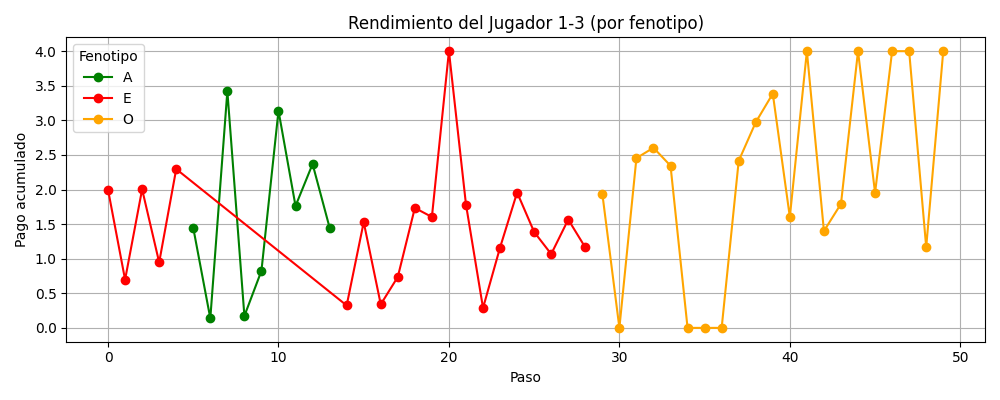 Rendimiento del Jugador 1-3 (por fenotipo)
Fenotipo
A
E
O
Pago acumulado
4.0
3.5
3.0
2.5
2.0
1.5
1.0
0.5
0.0
0 10 20 30 40 50
Paso